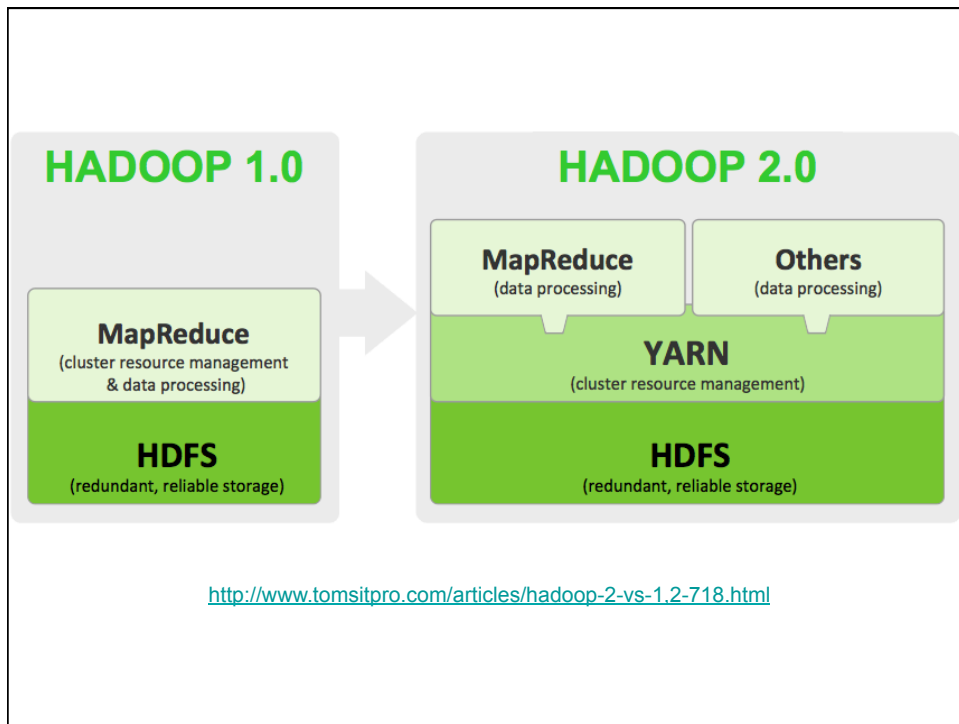 HADOOP 1.0
MapReduce
(cluster resource management
& data processing)
HDFS
(redundant, reliable storage)
HADOOP 2.0
MapReduce
(data processing)
Others
(data processing)
YARN
(cluster resource management)
HDFS
(redundant, reliable storage)
http://www.tomsitpro.com/articles/hadoop-2-vs-1,2-718.html